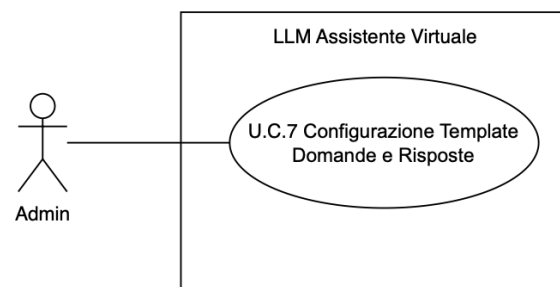 LLM Assistente Virtuale
U.C.7 Configurazione Template
Domande e Risposte
Admin